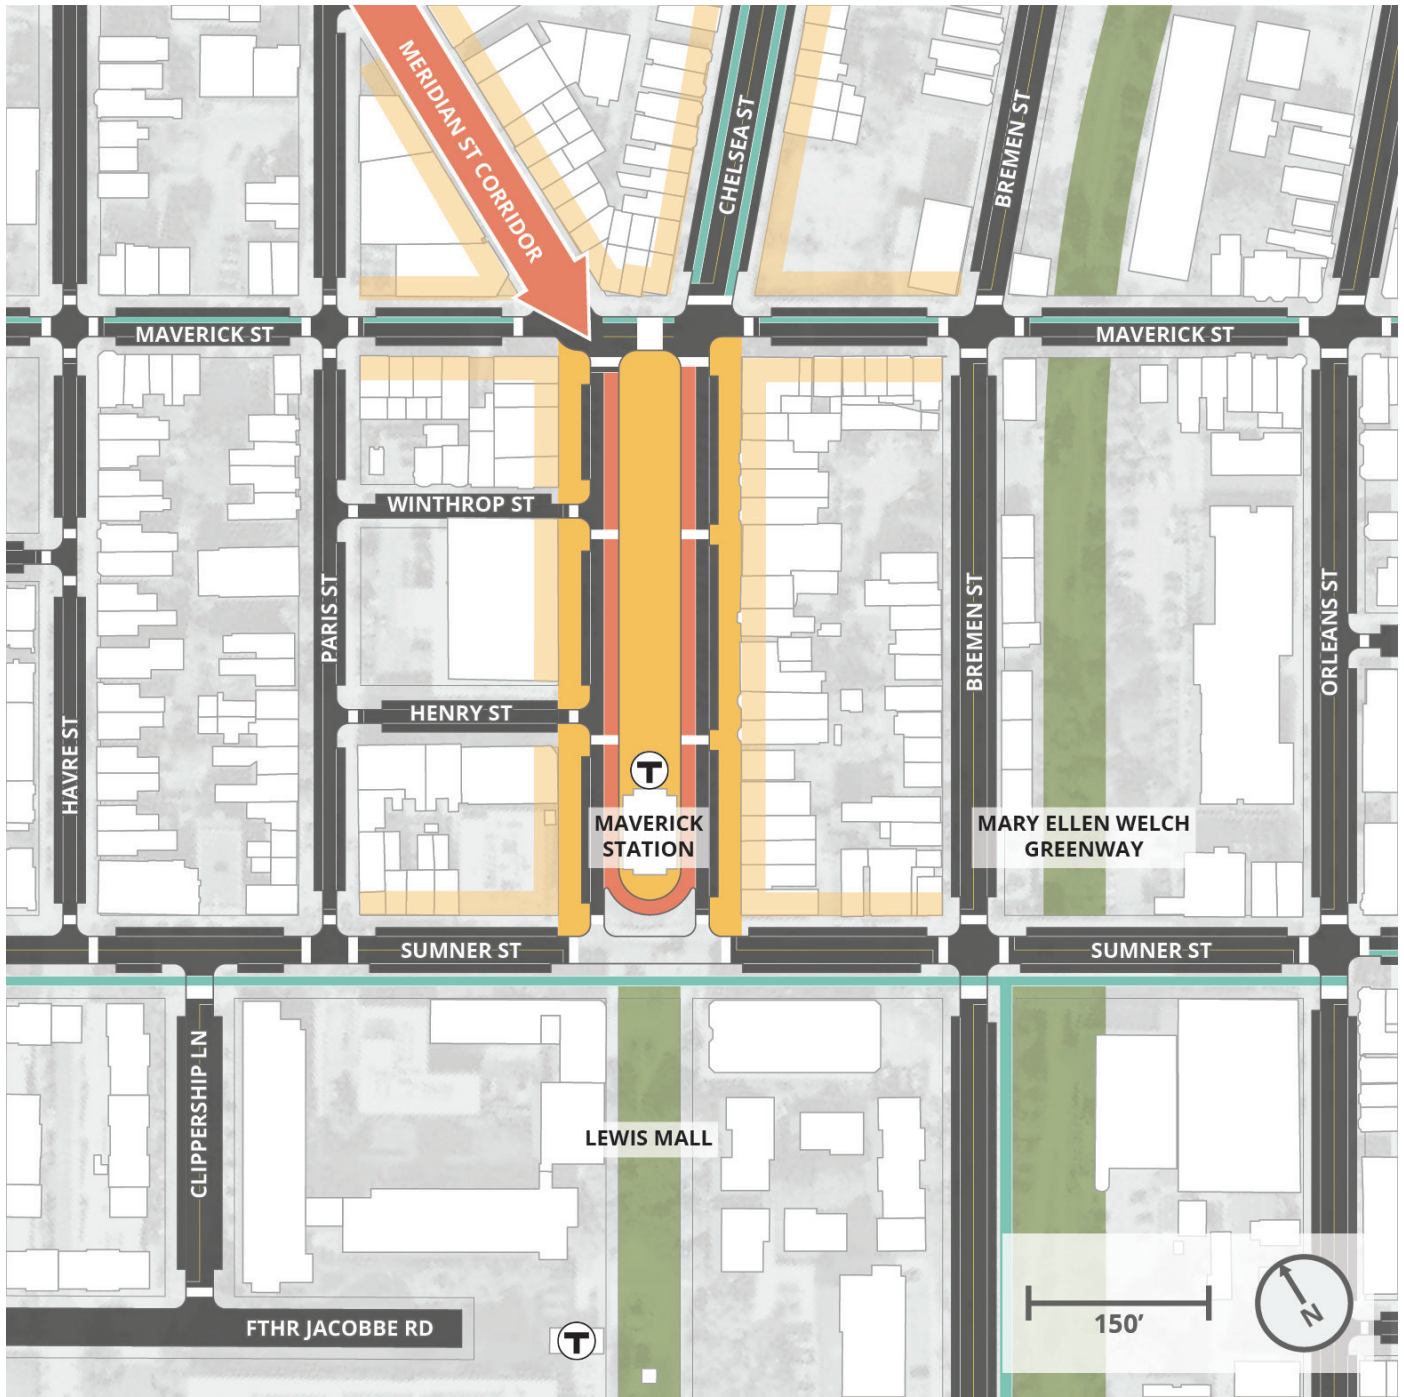 MERIDIAN ST CORRIDOR
CHELSEA ST
BREMEN ST
MAVERICK ST
MAVERICK ST
WINTHROP ST
PARIS ST
BREMEN ST
ORLEANS ST
HENRY ST
HAVRE ST
T
MAVERICK
STATION
MARY ELLEN WELCH
GREENWAY
SUMNER ST
SUMNER ST
CLIPPERSHIP LN
LEWIS MALL
FTHR JACOBBE RD
T
150’
N